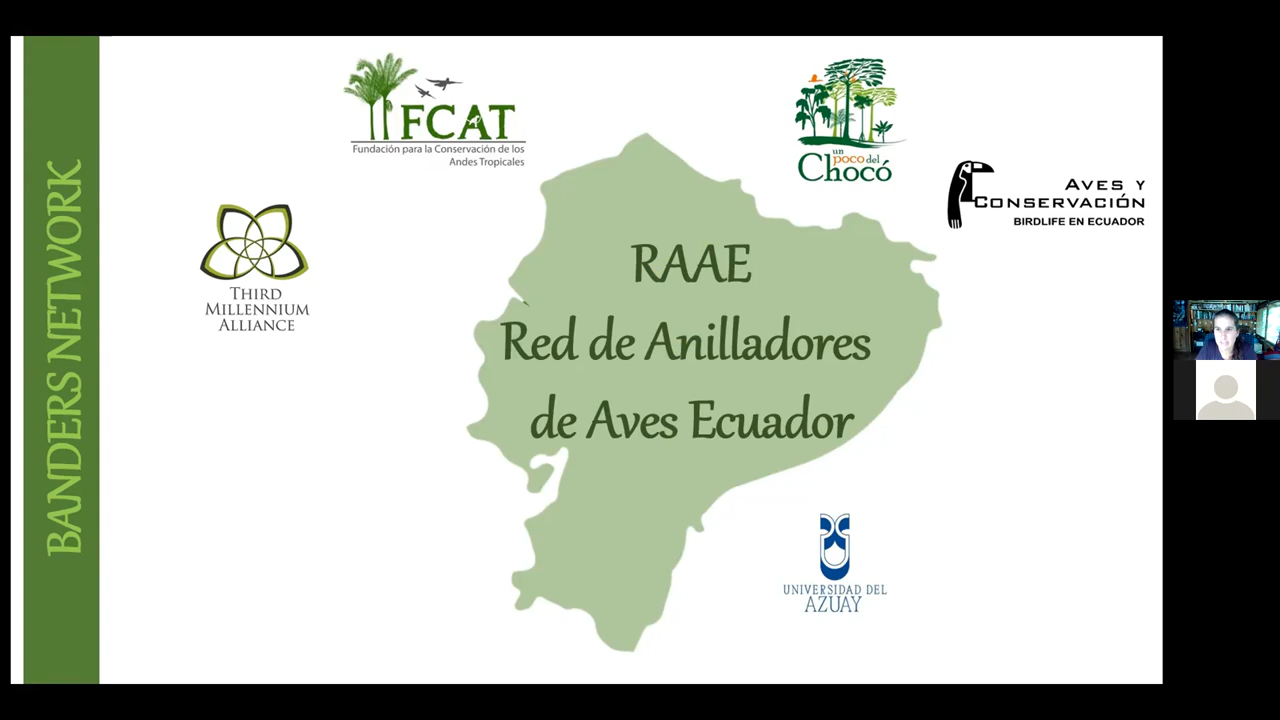 BANDERS NETWORK
FCAT
Fundación para la Conservación de los
Andes Tropicales
un
poco del
Chocó
AVES Y
CONSERVACIÓN
BIRDLIFE EN ECUADOR
THIRD
MILLENNIUM
ALLIANCE
RAAE
Red de Anilladores
de Aves Ecuador
UNIVERSIDAD DEL
AZUAY